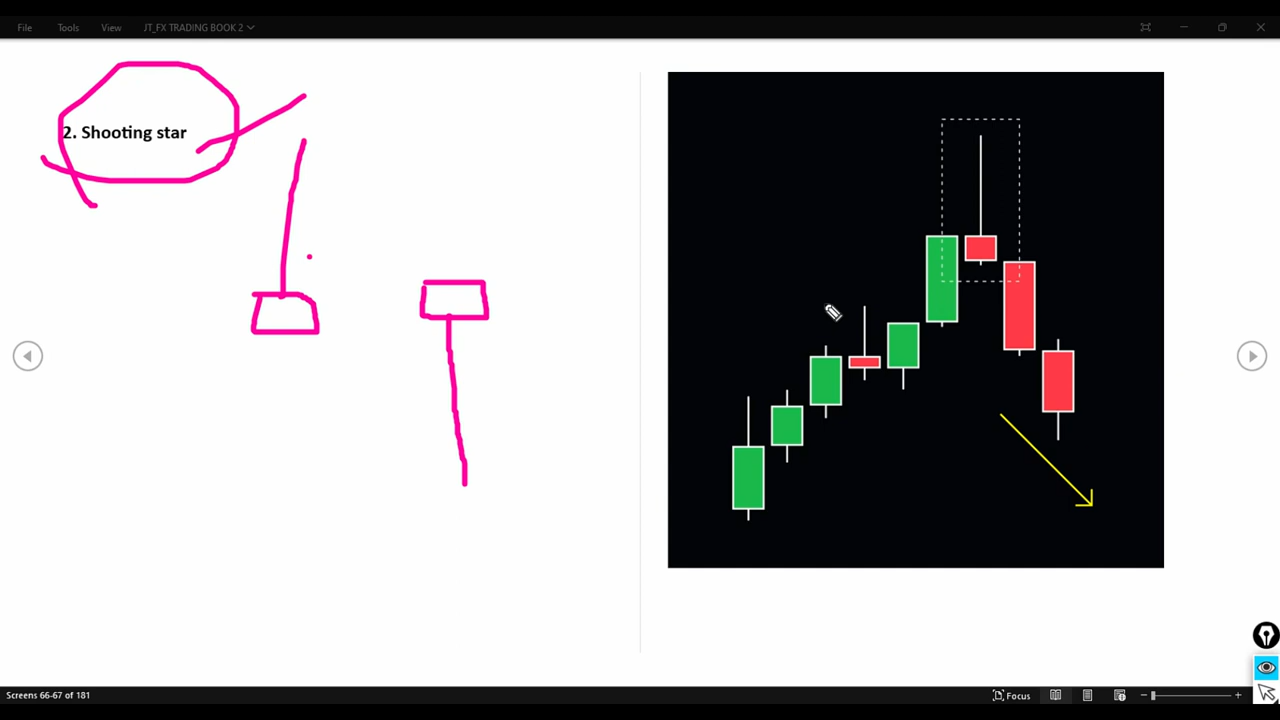 File Tools View JT_FX TRADING BOOK 2
2. Shooting star
Screens 66-67 of 181
Focus